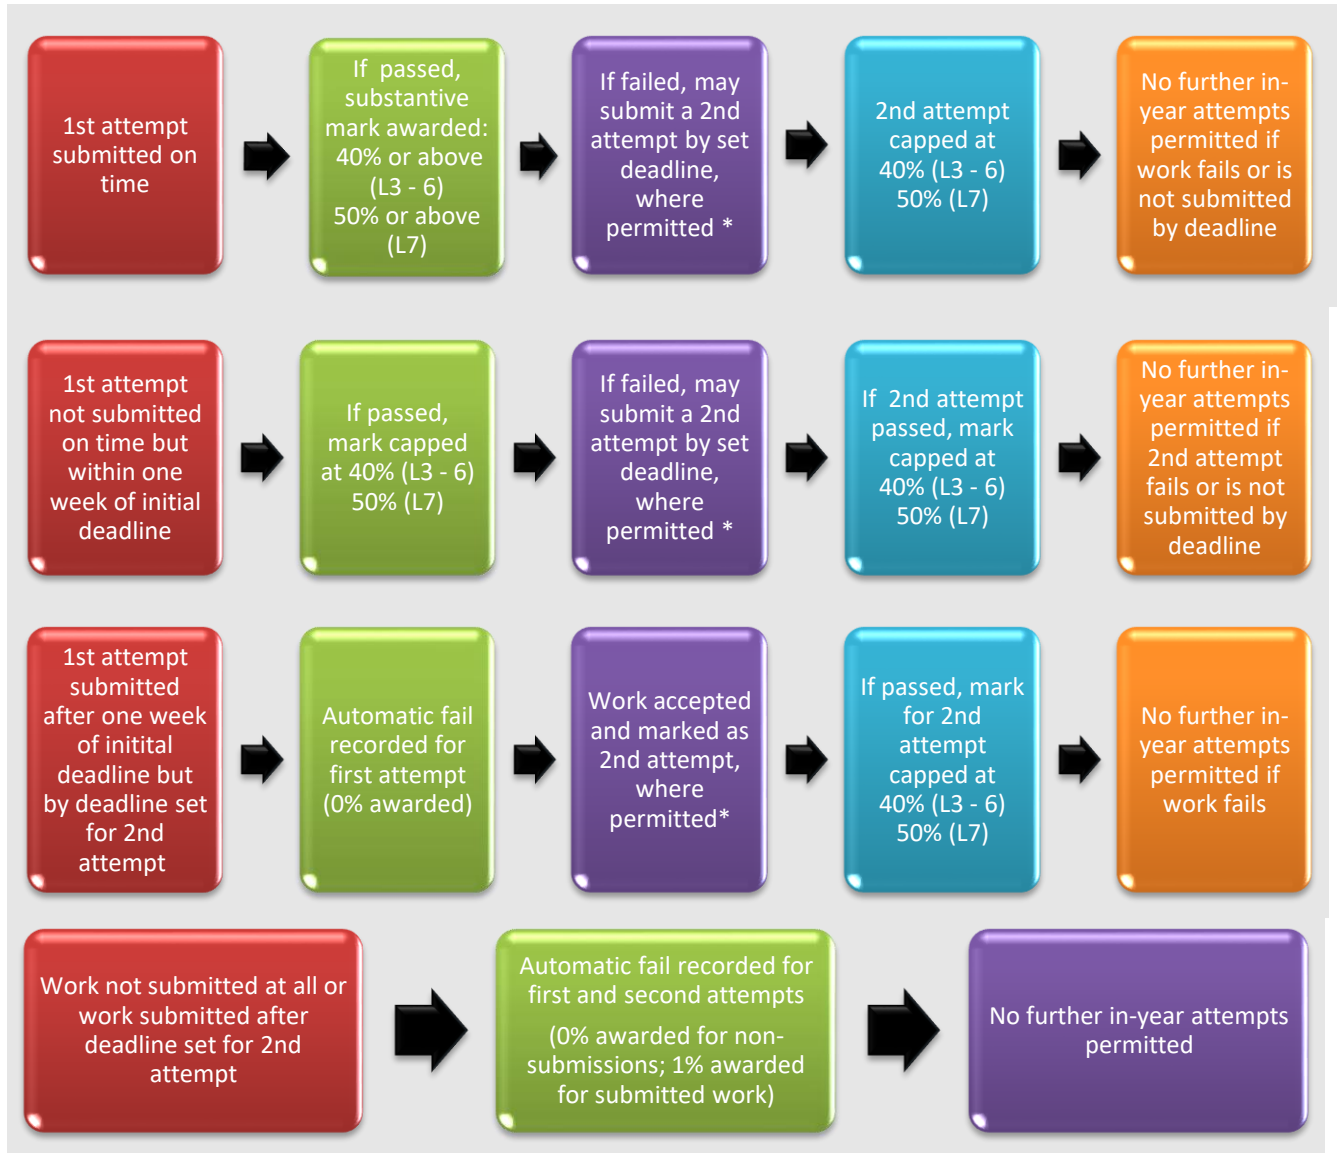 1st attempt
submitted on
time
If  passed,
substantive
mark awarded:
40% or above
(L3 - 6)
50% or above
(L7)
If failed, may
submit a 2nd
attempt by set
deadline,
where
permitted *
2nd attempt
capped at
40% (L3 - 6)
50% (L7)
No further in-
year attempts
permitted if
work fails or is
not submitted
by deadline
1st attempt
not submitted
on time but
within one
week of initial
deadline
If passed,
mark capped
at 40% (L3 - 6)
50% (L7)
If failed, may
submit a 2nd
attempt by set
deadline,
where
permitted *
If  2nd attempt
passed, mark
capped at
40% (L3 - 6)
50% (L7)
No further in-
year attempts
permitted if
2nd attempt
fails or is not
submitted by
deadline
1st attempt
submitted
after one week
of initital
deadline but
by deadline set
for 2nd
attempt
Automatic fail
recorded for
first attempt
(0% awarded)
Work accepted
and marked as
2nd attempt,
where
permitted*
If passed, mark
for 2nd
attempt
capped at
40% (L3 - 6)
50% (L7)
No further in-
year attempts
permitted if
work fails
Work not submitted at all or
work submitted after
deadline set for 2nd
attempt
Automatic fail recorded for
first and second attempts
(0% awarded for non-
submissions; 1% awarded
for submitted work)
No further in-year attempts
permitted